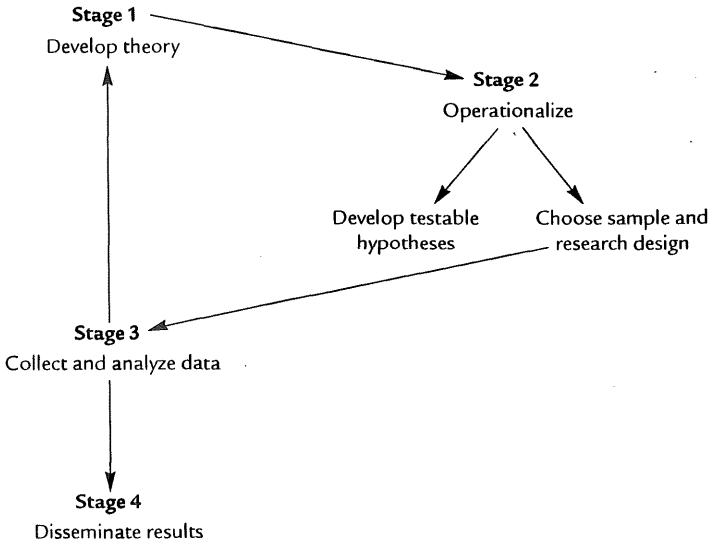 Stage 1
Develop theory
Stage 2
Operationalize
Develop testable
hypotheses
Choose sample and
research design
Stage 3
Collect and analyze data
Stage 4
Disseminate results